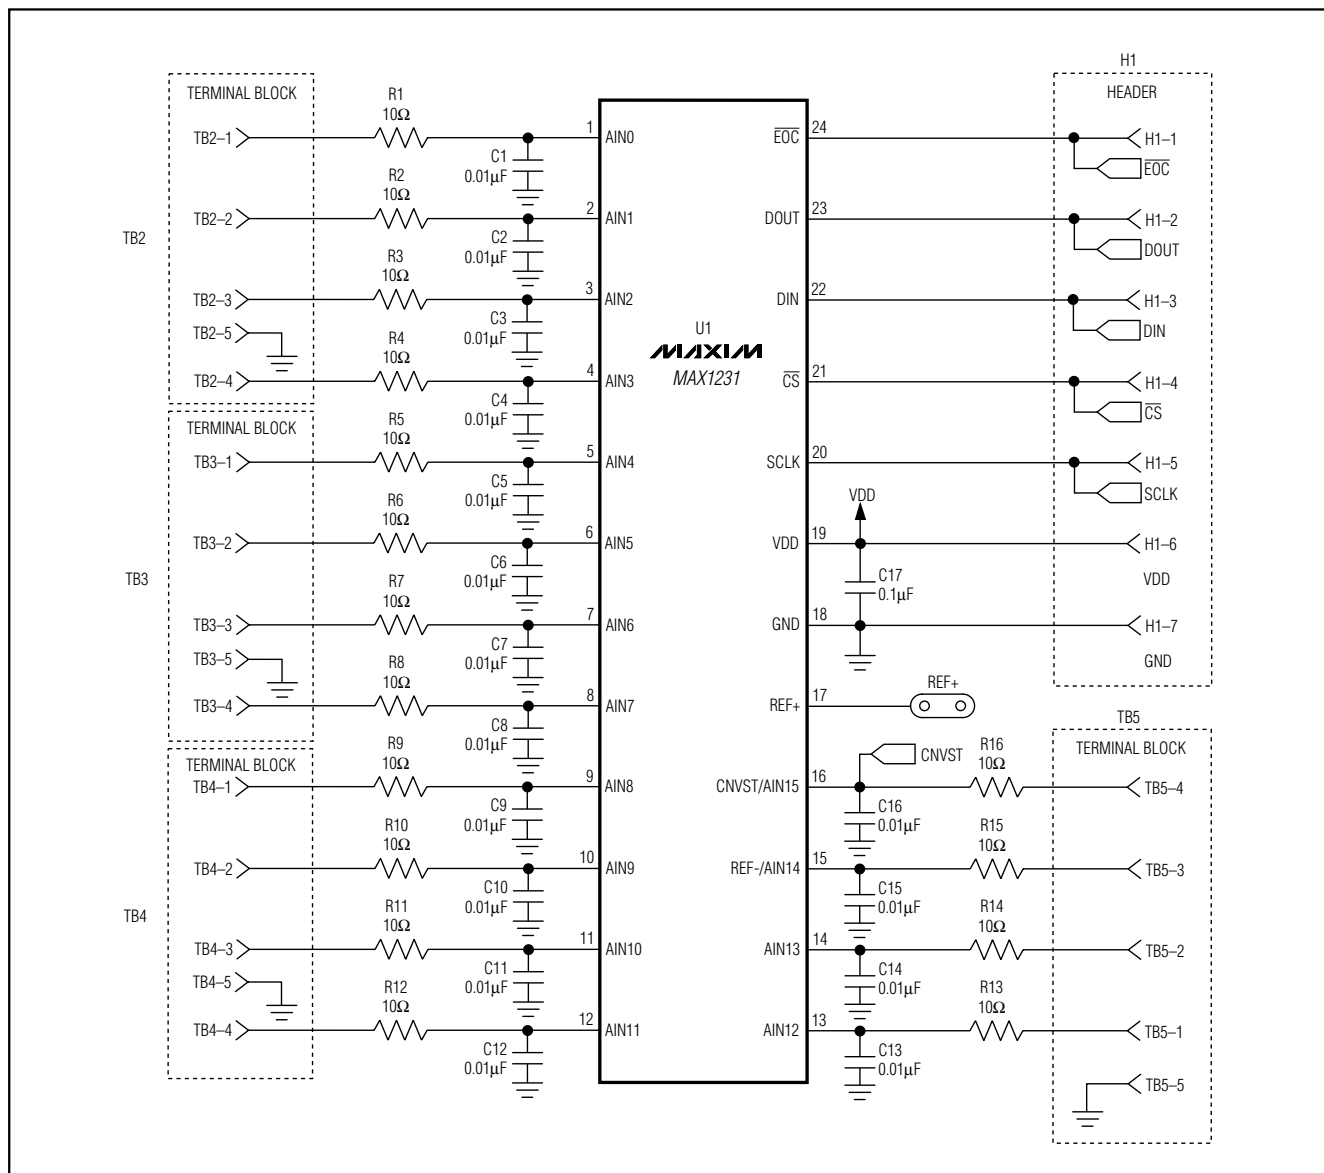 H1
TERMINAL BLOCK
R1
10Ω
HEADER
TB2-1
1
AIN0
EOC
24
H1-1
C1
0.01µF
EOC
R2
10Ω
TB2-2
2
AIN1
DOUT
23
H1-2
TB2
C2
0.01µF
DOUT
R3
10Ω
TB2-3
3
AIN2
DIN
22
H1-3
TB2-5
C3
0.01µF
U1
MAXIM
MAX1231
DIN
R4
10Ω
TB2-4
4
AIN3
CS
21
H1-4
C4
0.01µF
CS
TERMINAL BLOCK
R5
10Ω
TB3-1
5
AIN4
SCLK
20
H1-5
C5
0.01µF
SCLK
R6
10Ω
VDD
TB3-2
6
AIN5
VDD
19
H1-6
TB3
C6
0.01µF
C17
0.1µF
VDD
R7
10Ω
TB3-3
7
AIN6
GND
18
H1-7
TB3-5
C7
0.01µF
GND
R8
10Ω
TB3-4
8
AIN7
REF+
17
REF+
C8
0.01µF
TB5
TERMINAL BLOCK
R9
10Ω
CNVST
R16
10Ω
TERMINAL BLOCK
TB4-1
9
AIN8
CNVST/AIN15
16
TB5-4
C9
0.01µF
C16
0.01µF
R10
10Ω
R15
10Ω
TB4-2
10
AIN9
REF-/AIN14
15
TB5-3
TB4
C10
0.01µF
C15
0.01µF
R11
10Ω
R14
10Ω
TB4-3
11
AIN10
AIN13
14
TB5-2
TB4-5
C11
0.01µF
C14
0.01µF
R12
10Ω
R13
10Ω
TB4-4
12
AIN11
AIN12
13
TB5-1
C12
0.01µF
C13
0.01µF
TB5-5